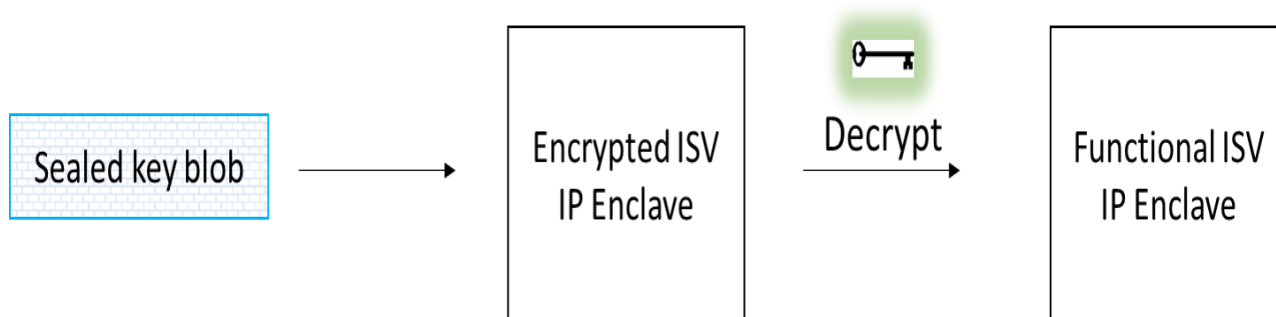 Sealed key blob
Encrypted ISV
IP Enclave
Decrypt
Functional ISV
IP Enclave